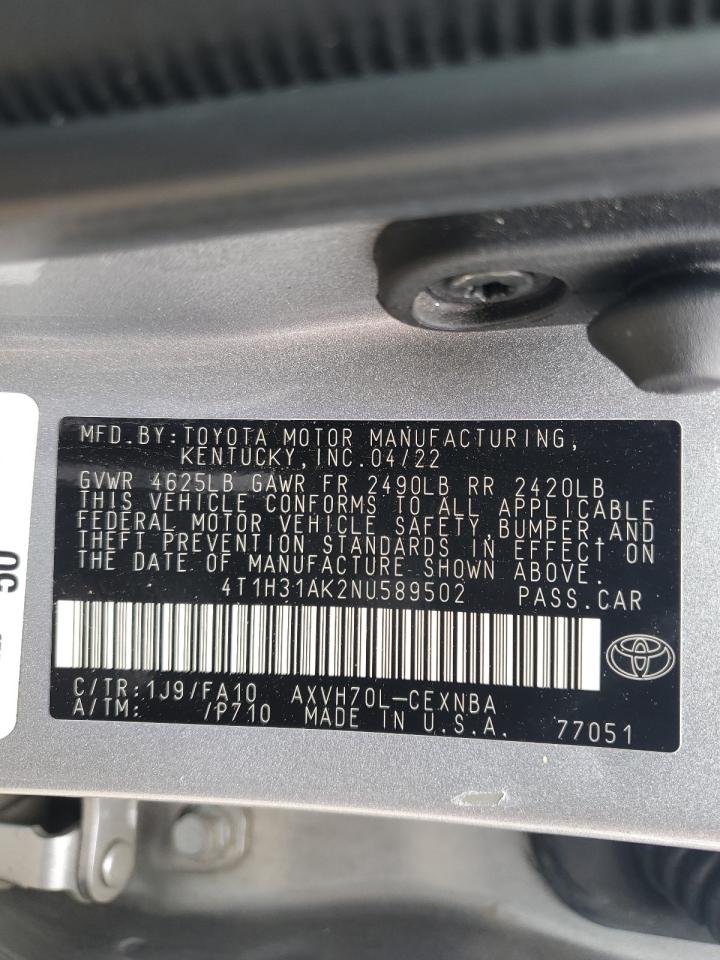 MFD.BY:TOYOTA MOTOR MANUFACTURING,
KENTUCKY,INC.04/22
GVWR 4625LB GAWR FR 2490LB RR 2420LB
THIS VEHICLE CONFORMS TO ALL APPLICABLE
FEDERAL MOTOR VEHICLE SAFETY,BUMPER,AND
THEFT PREVENTION STANDARDS IN EFFECT ON
THE DATE OF MANUFACTURE SHOWN ABOVE.
4T1H31AK2NU589502 PASS.CAR
C/TR:1J9/FA10 AXVH70L-CEXNBA
A/TM: /P710 MADE IN U.S.A. 77051